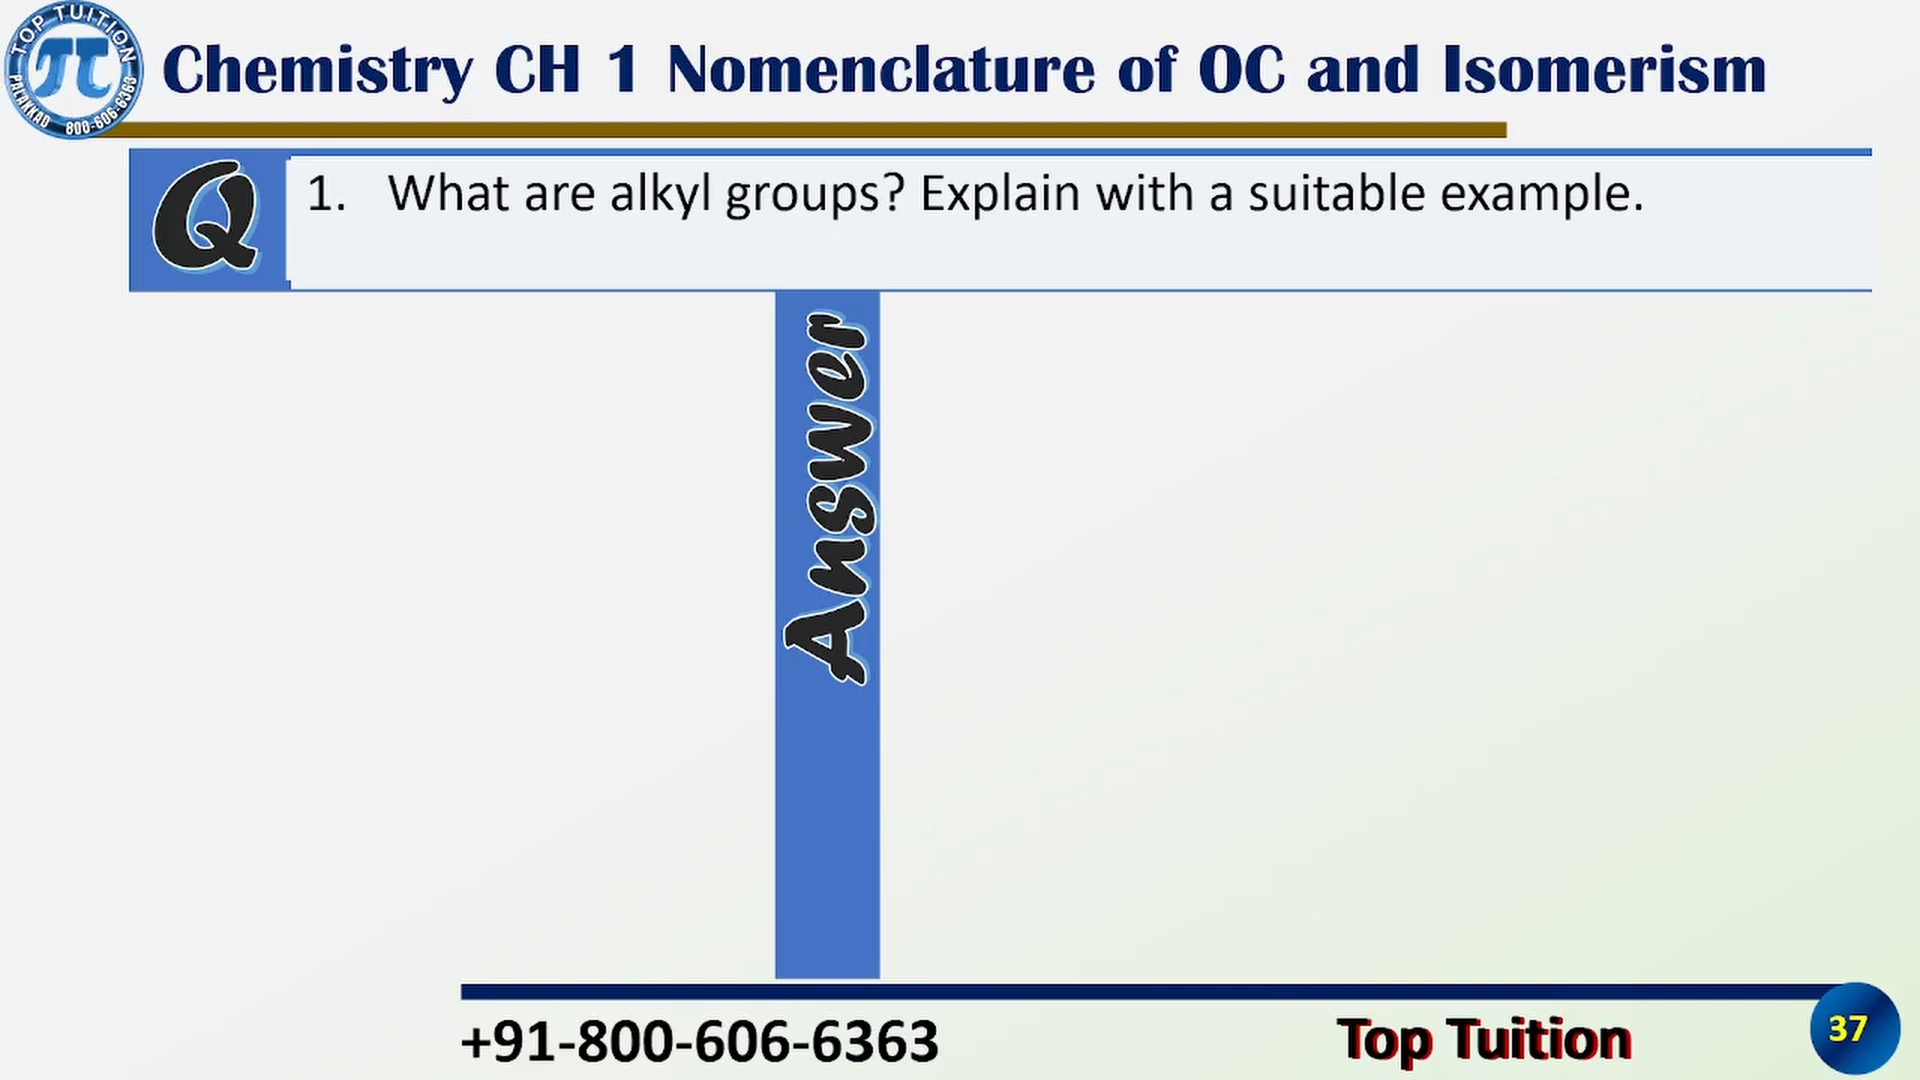 TOP TUITION
PALAKKAD 800-606-6363
Chemistry CH 1 Nomenclature of OC and Isomerism
Q
1. What are alkyl groups? Explain with a suitable example.
Answer
+91-800-606-6363
Top Tuition
37